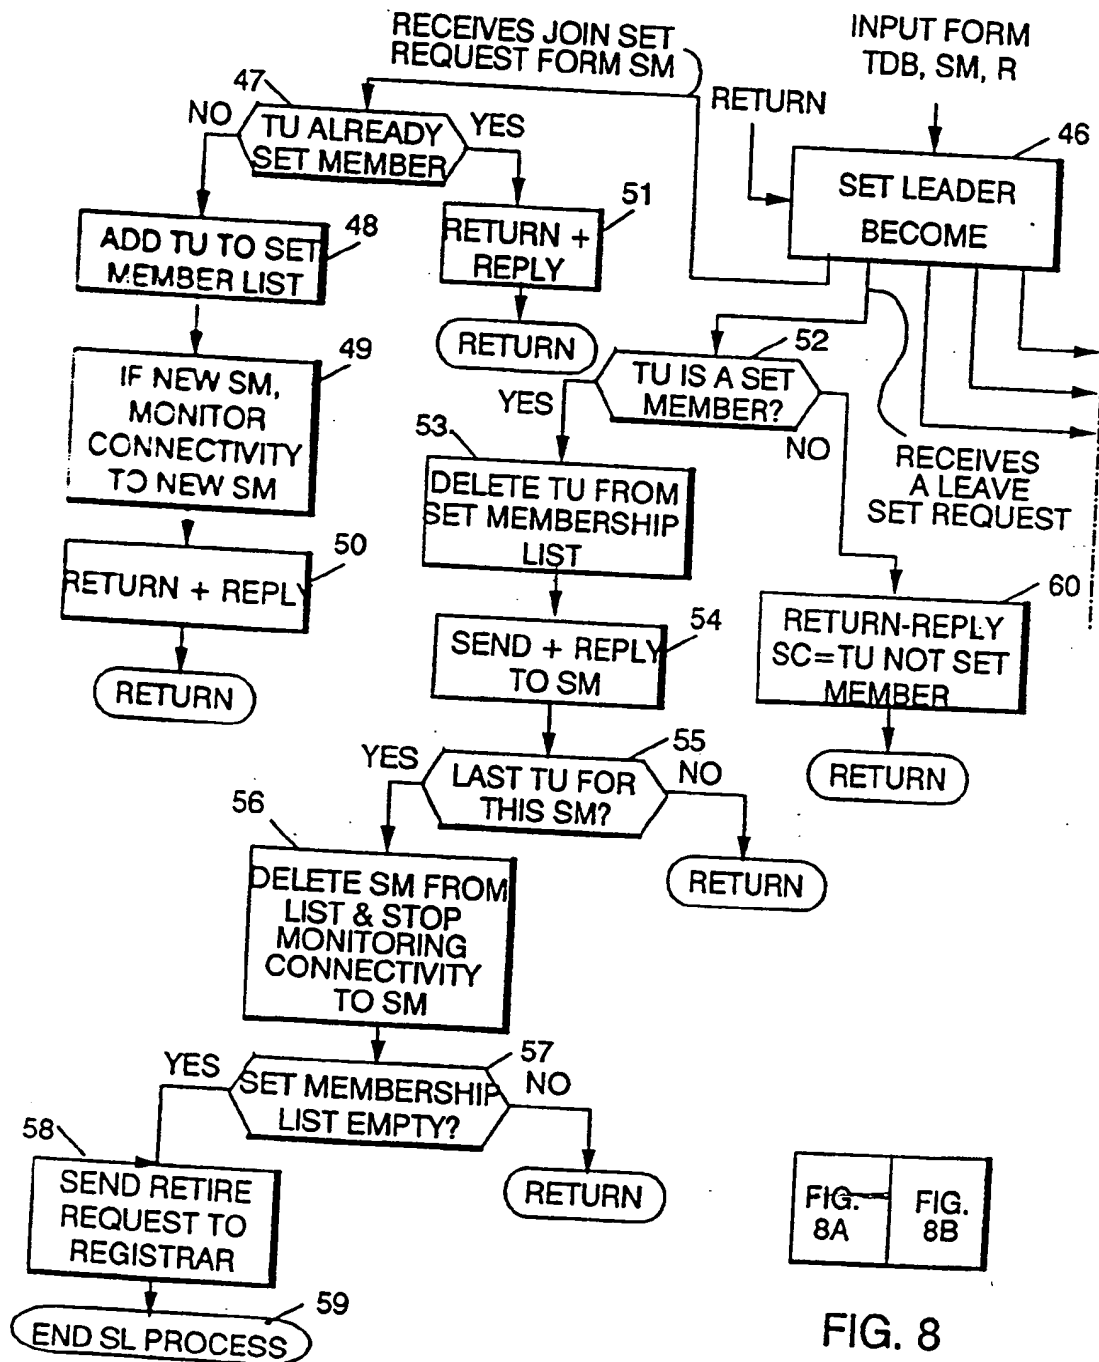 RECEIVES JOIN SET
REQUEST FORM SM
INPUT FORM
TDB, SM, R
RETURN
47
NO
TU ALREADY
SET MEMBER
YES
46
SET LEADER
BECOME
48
ADD TU TO SET
MEMBER LIST
51
RETURN +
REPLY
RETURN
49
IF NEW SM,
MONITOR
CONNECTIVITY
TO NEW SM
50
RETURN + REPLY
RETURN
52
TU IS A SET
MEMBER?
YES
NO
RECEIVES
A LEAVE
SET REQUEST
53.
DELETE TU FROM
SET MEMBERSHIP
LIST
54
SEND + REPLY
TO SM
60
RETURN-REPLY
SC=TU NOT SET
MEMBER
RETURN
55
YES
LAST TU FOR
THIS SM?
NO
RETURN
56
DELETE SM FROM
LIST & STOP
MONITORING
CONNECTIVITY
TO SM
57
YES
SET MEMBERSHIP
LIST EMPTY?
NO
RETURN
58
SEND RETIRE
REQUEST TO
REGISTRAR
59
END SL PROCESS
FIG.
8A
FIG.
8B
FIG. 8